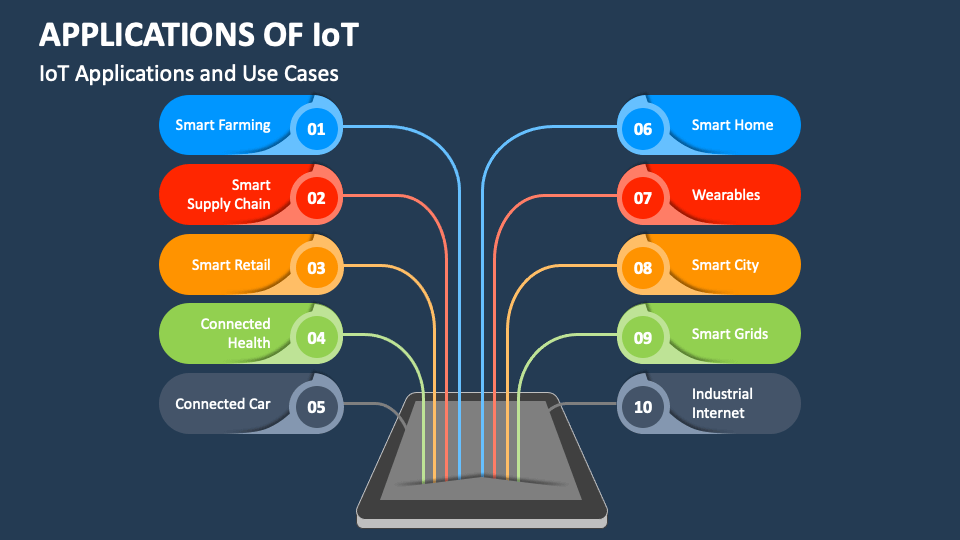 APPLICATIONS OF IoT
IoT Applications and Use Cases
Smart Farming
01
Smart
Supply Chain
02
Smart Retail
03
Connected
Health
04
Connected Car
05
06
Smart Home
07
Wearables
08
Smart City
09
Smart Grids
10
Industrial
Internet